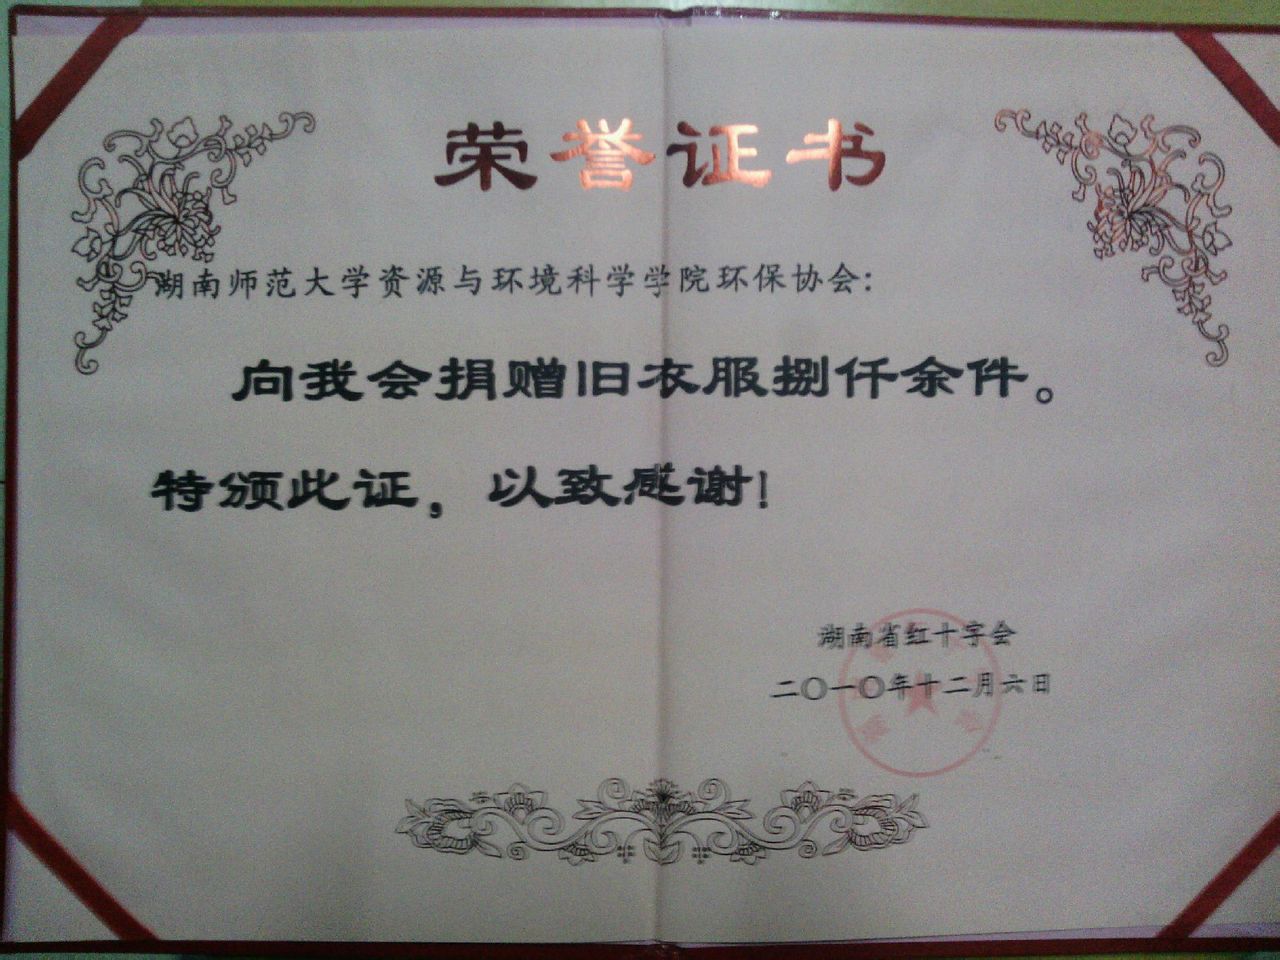 荣誉证书
湖南师范大学资源与环境科学学院环保协会:
向我会捐赠旧衣服捌仟余件。
特颁此证，以致感谢!
湖南省红十字会
二〇一〇年十二月六日